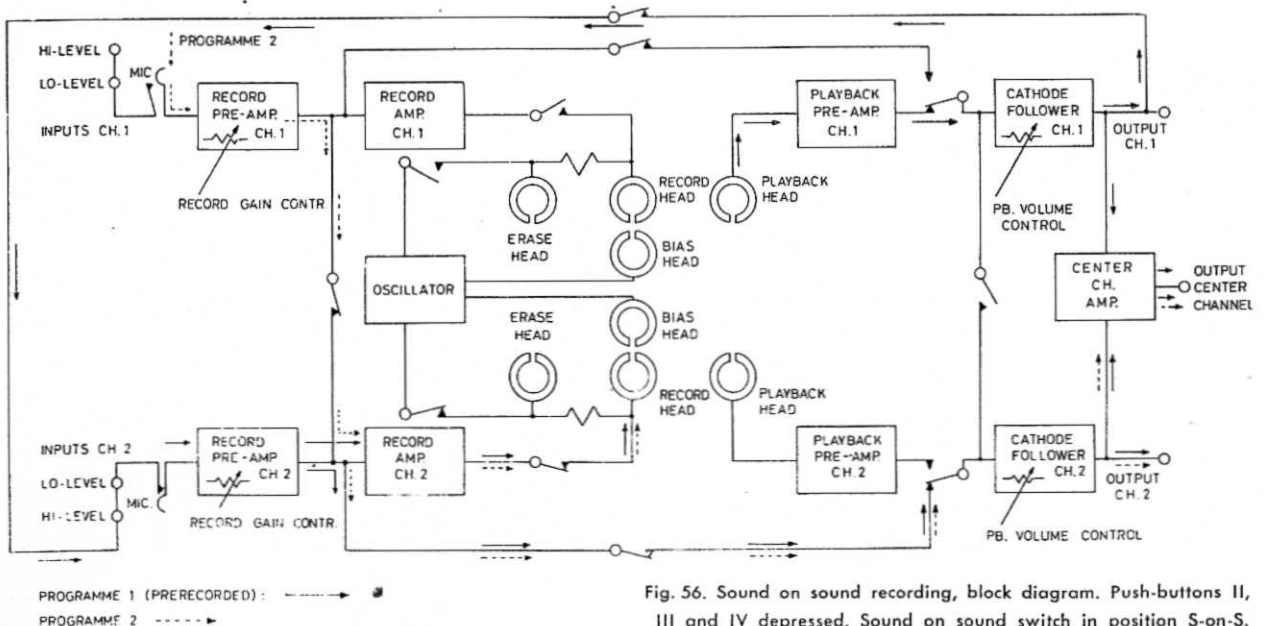 PROGRAMME 2
HI-LEVEL
LO-LEVEL
MIC.
INPUTS CH.1
RECORD
PRE-AMP.
CH.1
RECORD GAIN CONTR.
RECORD
AMP.
CH.1
ERASE
HEAD
RECORD
HEAD
BIAS
HEAD
PLAYBACK
HEAD
PLAYBACK
PRE-AMP.
CH.1
CATHODE
FOLLOWER
CH.1
OUTPUT
CH.1
PB. VOLUME
CONTROL
OSCILLATOR
CENTER
CH.
AMP.
OUTPUT
CENTER
CHANNEL
ERASE
HEAD
BIAS
HEAD
RECORD
HEAD
PLAYBACK
HEAD
INPUTS CH 2
LO-LEVEL
MIC.
HI-LEVEL
RECORD
PRE-AMP.
CH.2
RECORD GAIN CONTR.
RECORD
AMP.
CH.2
PLAYBACK
PRE-AMP.
CH.2
CATHODE
FOLLOWER
CH.2
OUTPUT
CH.2
PB. VOLUME CONTROL
PROGRAMME 1 (PRERECORDED):
PROGRAMME 2
Fig. 56. Sound on sound recording, block diagram. Push-buttons II,
III and IV depressed. Sound on sound switch in position S-on-S.